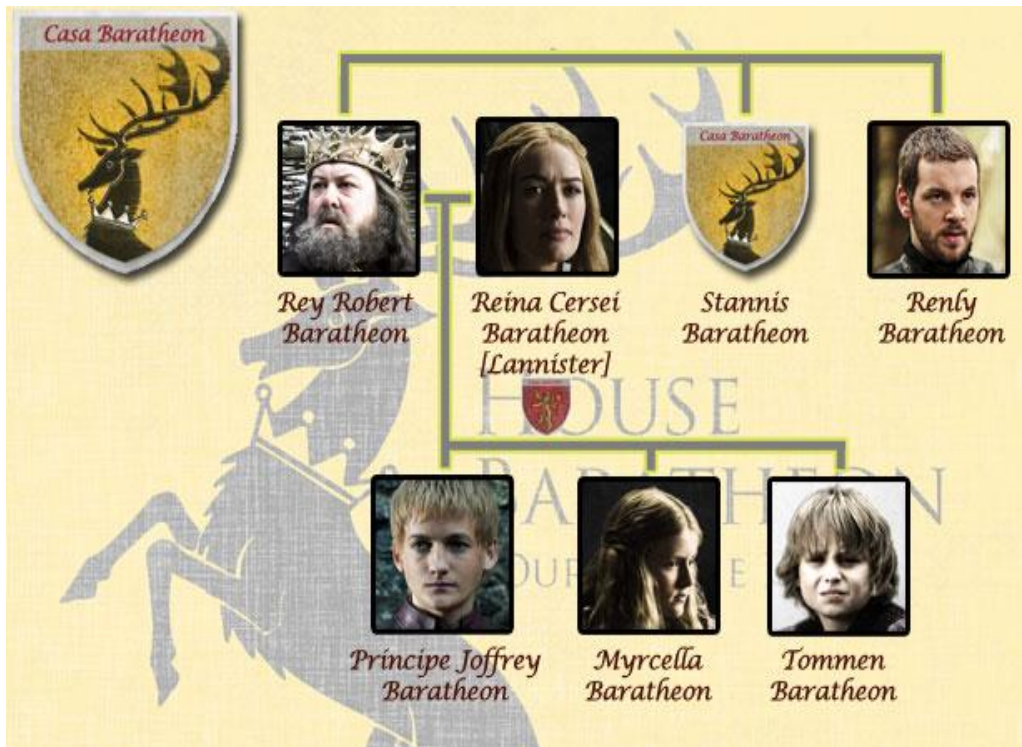 Casa Baratheon
Casa Baratheon
Rey Robert
Baratheon
Reina Cersei
Baratheon
[Lannister]
Stannis
Baratheon
Renly
Baratheon
HOUSE
BARATHEON
Príncipe Joffrey
Baratheon
Myrcella
Baratheon
Tommen
Baratheon